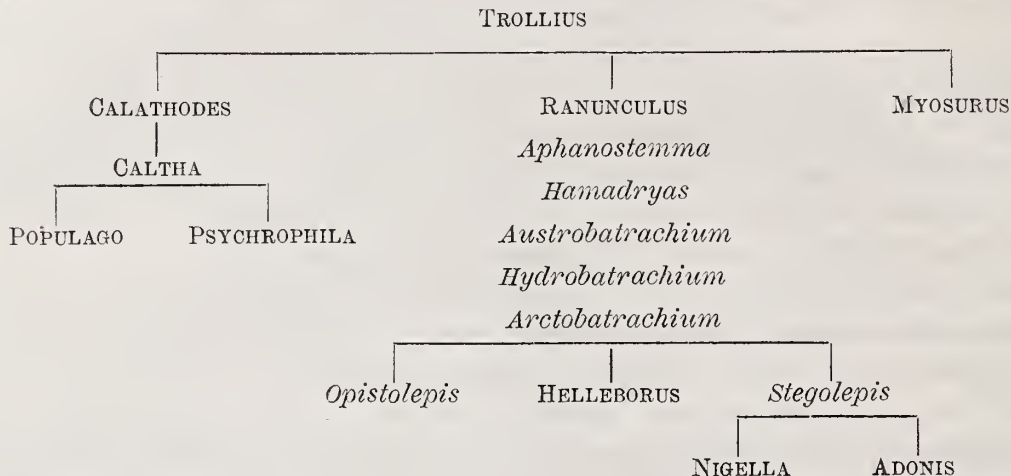 TROLLIUS
CALATHODES RANUNCULUS MYOSURUS
Aphanostemma
CALTHA
Hamadryas
POPULAGO PSYCHROPHILA Austrobatrachium
Hydrobatrachium
Arctobatrachium
Opistolepis HELLEBORUS Stegolepis
NIGELLA ADONIS